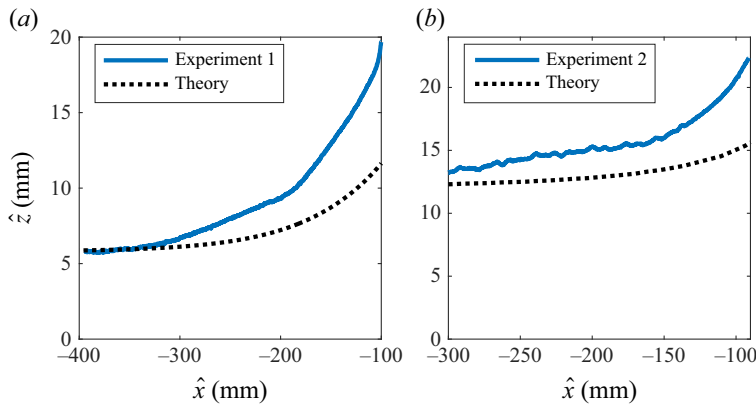 (a)
20
15
10
5
0
ẑ (mm)
Experiment 1
Theory
–400
–300
–200
–100
x̂ (mm)
(b)
20
15
10
5
0
Experiment 2
Theory
–300
–250
–200
–150
–100
x̂ (mm)